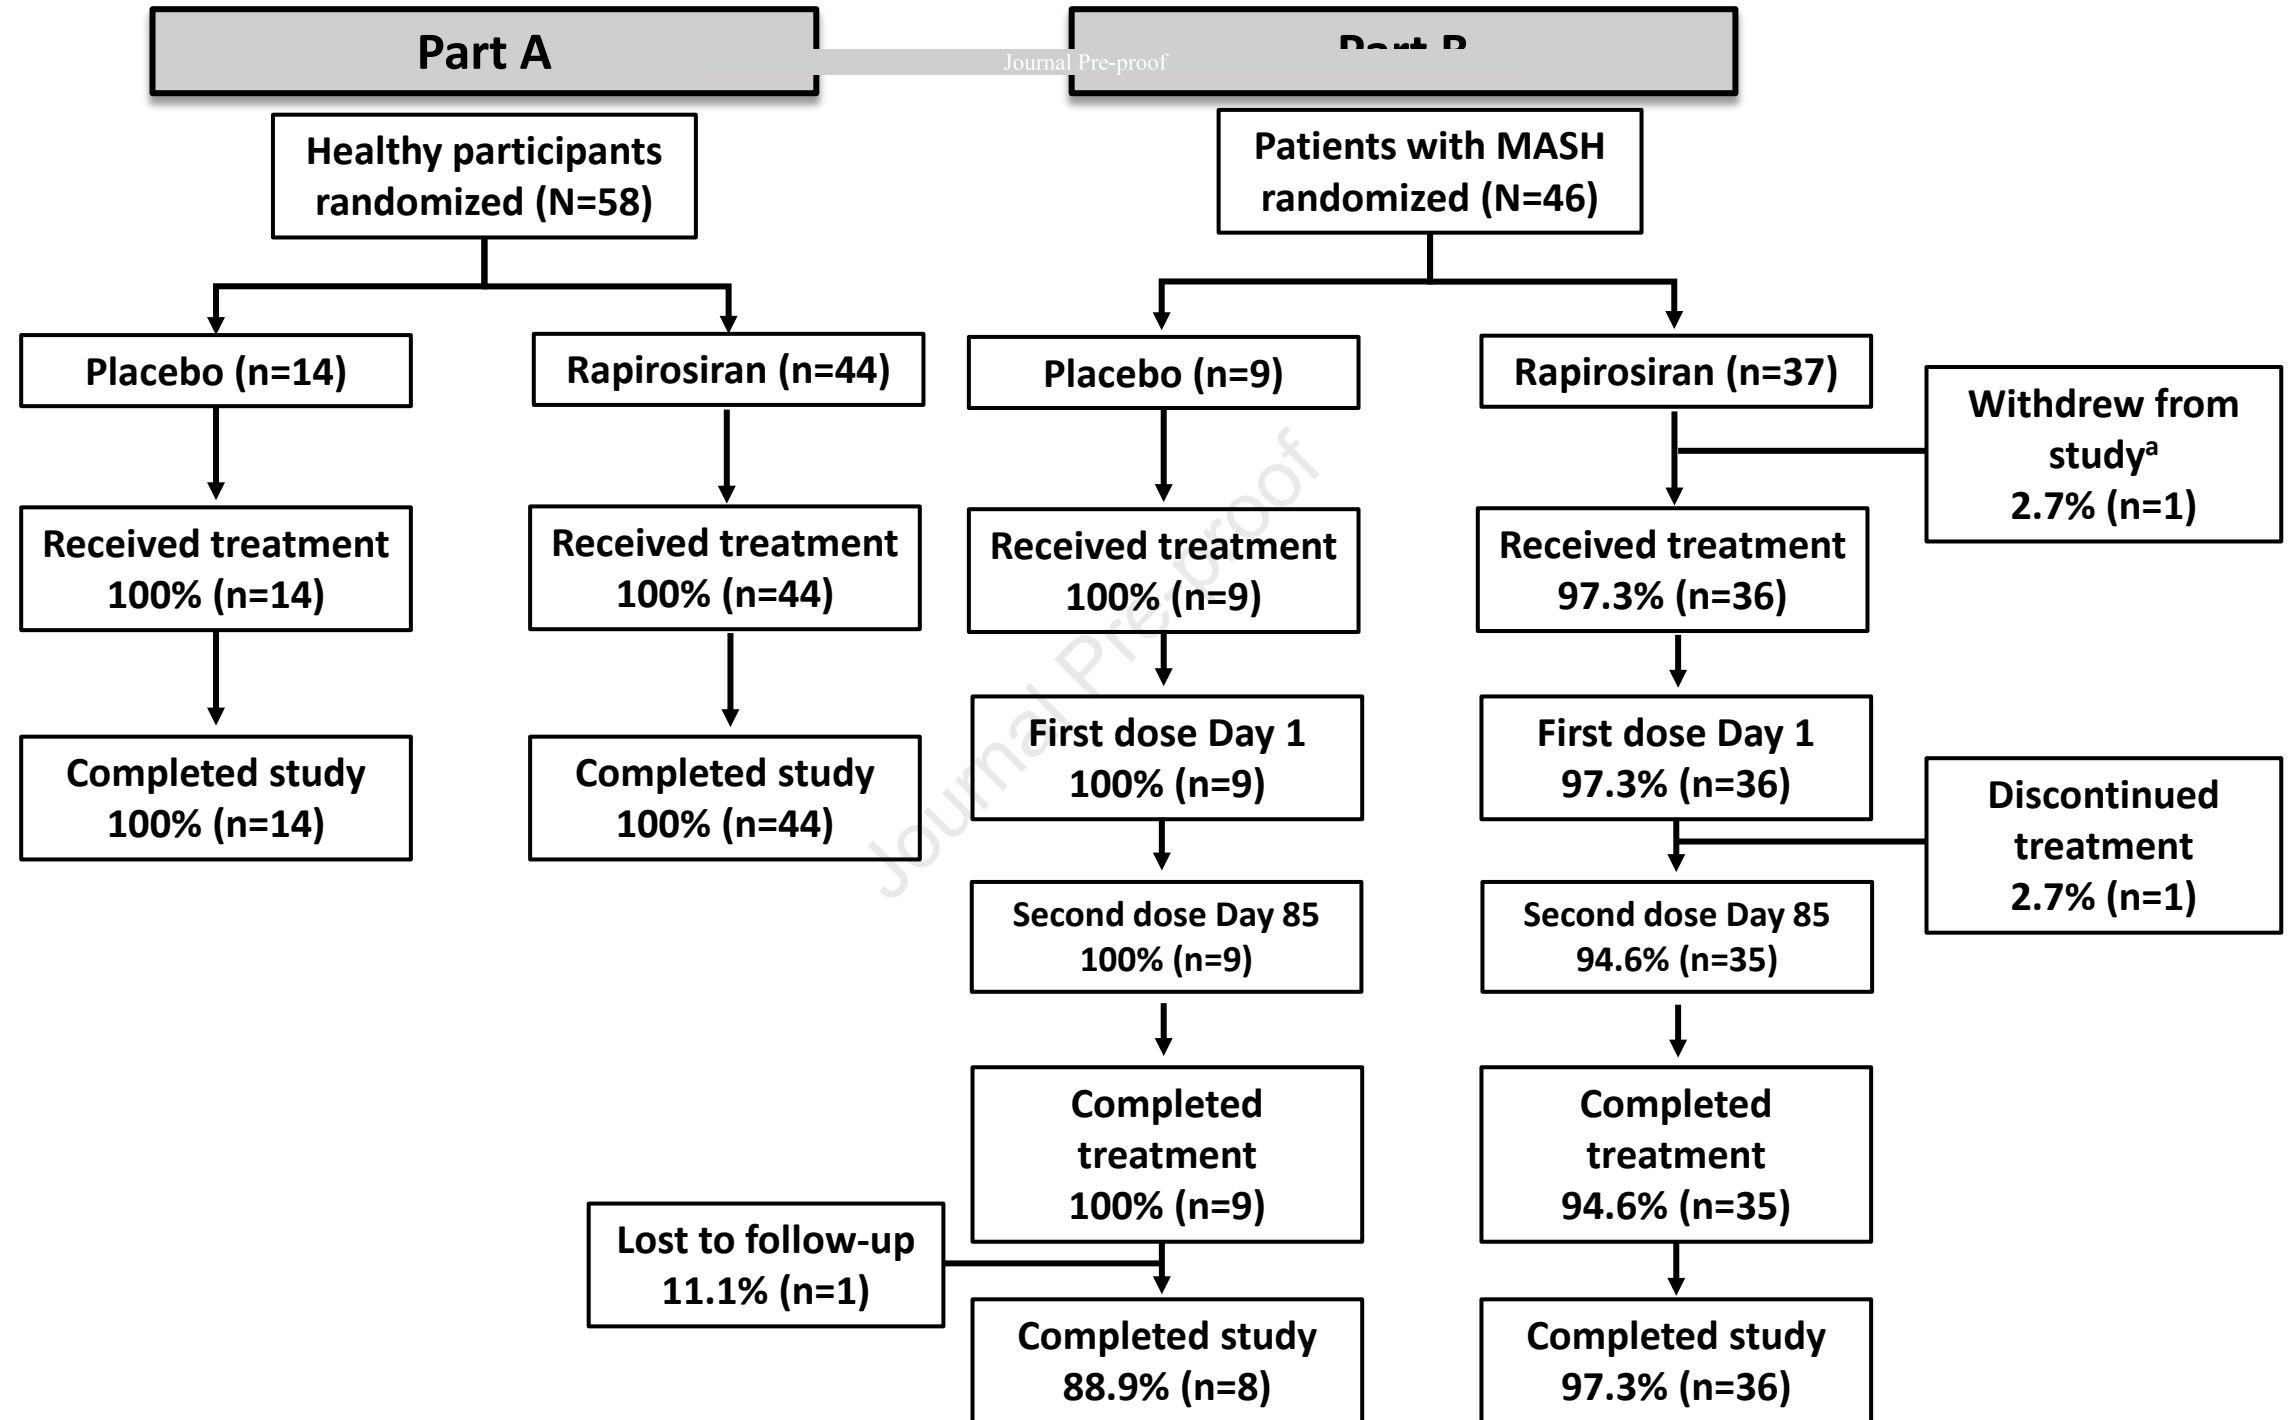 Part A
Journal Pre-proof
Part B
Healthy participants
randomized (N=58)
Placebo (n=14)
Rapirosiran (n=44)
Received treatment
100% (n=14)
Received treatment
100% (n=44)
Completed study
100% (n=14)
Completed study
100% (n=44)
Patients with MASH
randomized (N=46)
Placebo (n=9)
Rapirosiran (n=37)
Withdrew from
studyᵃ
2.7% (n=1)
Received treatment
100% (n=9)
Received treatment
97.3% (n=36)
First dose Day 1
100% (n=9)
First dose Day 1
97.3% (n=36)
Discontinued
treatment
2.7% (n=1)
Second dose Day 85
100% (n=9)
Second dose Day 85
94.6% (n=35)
Completed
treatment
100% (n=9)
Completed
treatment
94.6% (n=35)
Lost to follow-up
11.1% (n=1)
Completed study
88.9% (n=8)
Completed study
97.3% (n=36)
Journal Pre-proof